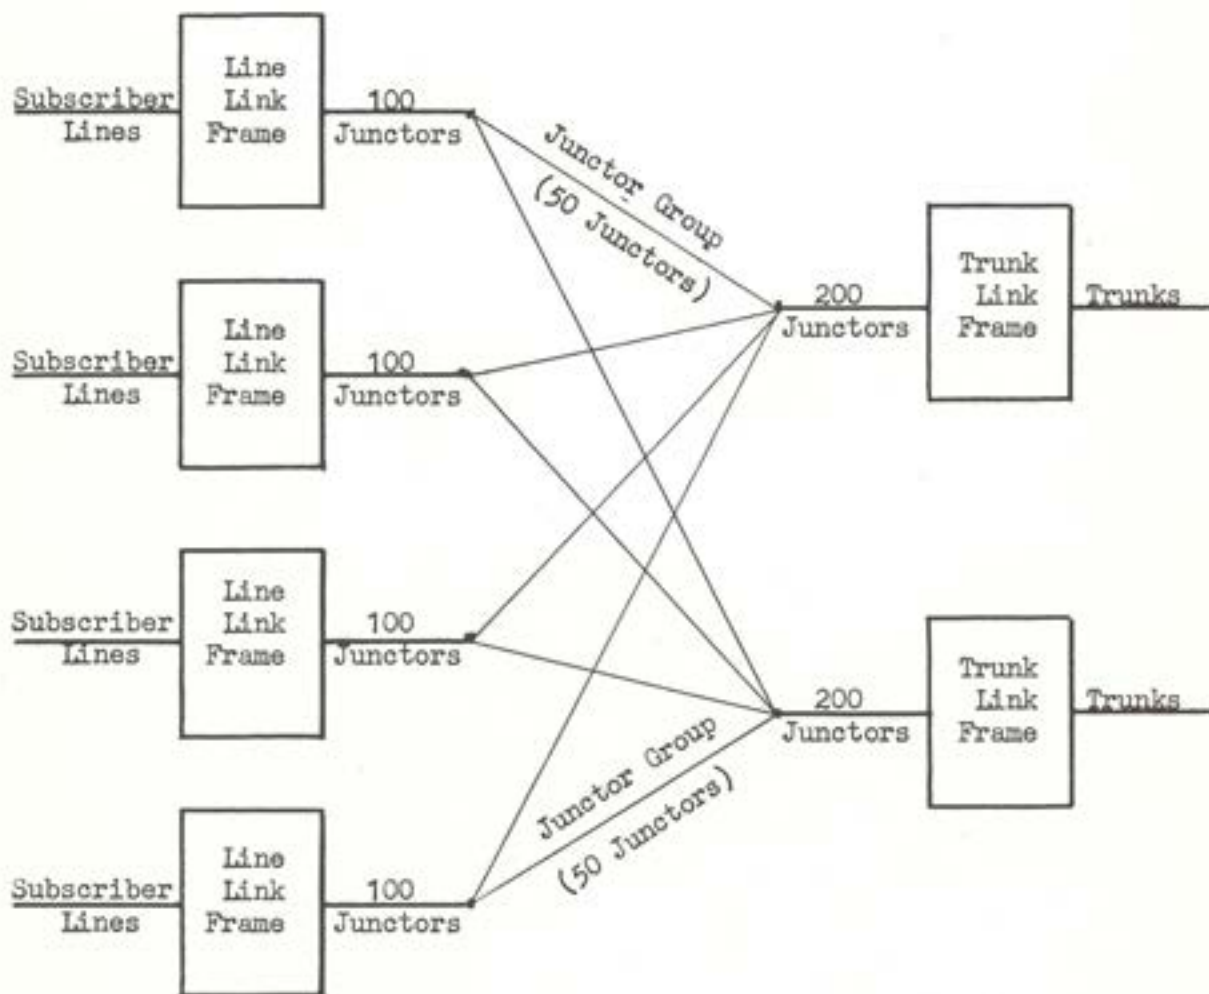 Line
Link
Frame
Subscriber
Lines
100
Junctors
Junctor Group
(50 Junctors)
Line
Link
Frame
Subscriber
Lines
100
Junctors
Trunk
Link
Frame
200
Junctors
Trunks
Line
Link
Frame
Subscriber
Lines
100
Junctors
Trunk
Link
Frame
200
Junctors
Trunks
Junctor Group
(50 Junctors)
Line
Link
Frame
Subscriber
Lines
100
Junctors